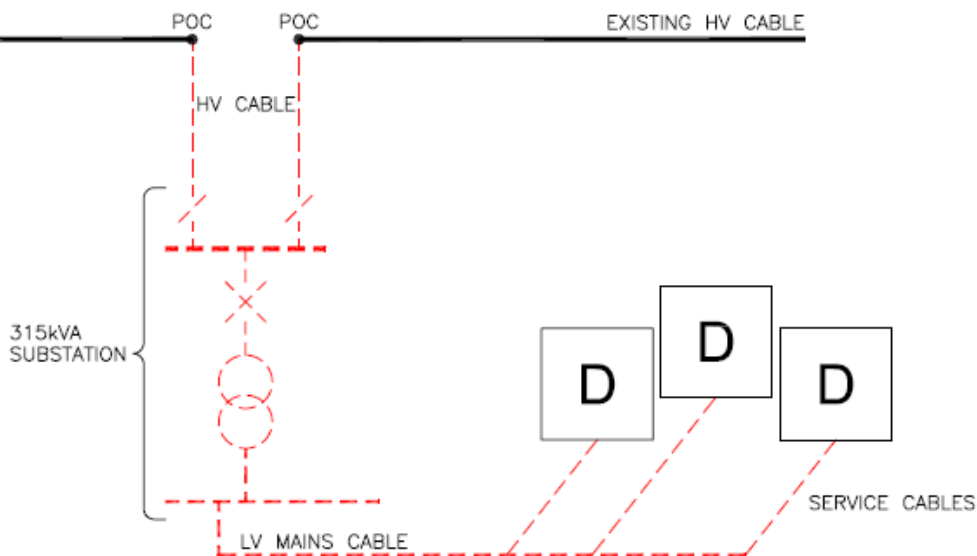 POC
POC
EXISTING HV CABLE
HV CABLE
315kVA
SUBSTATION
D
D
D
SERVICE CABLES
LV MAINS CABLE